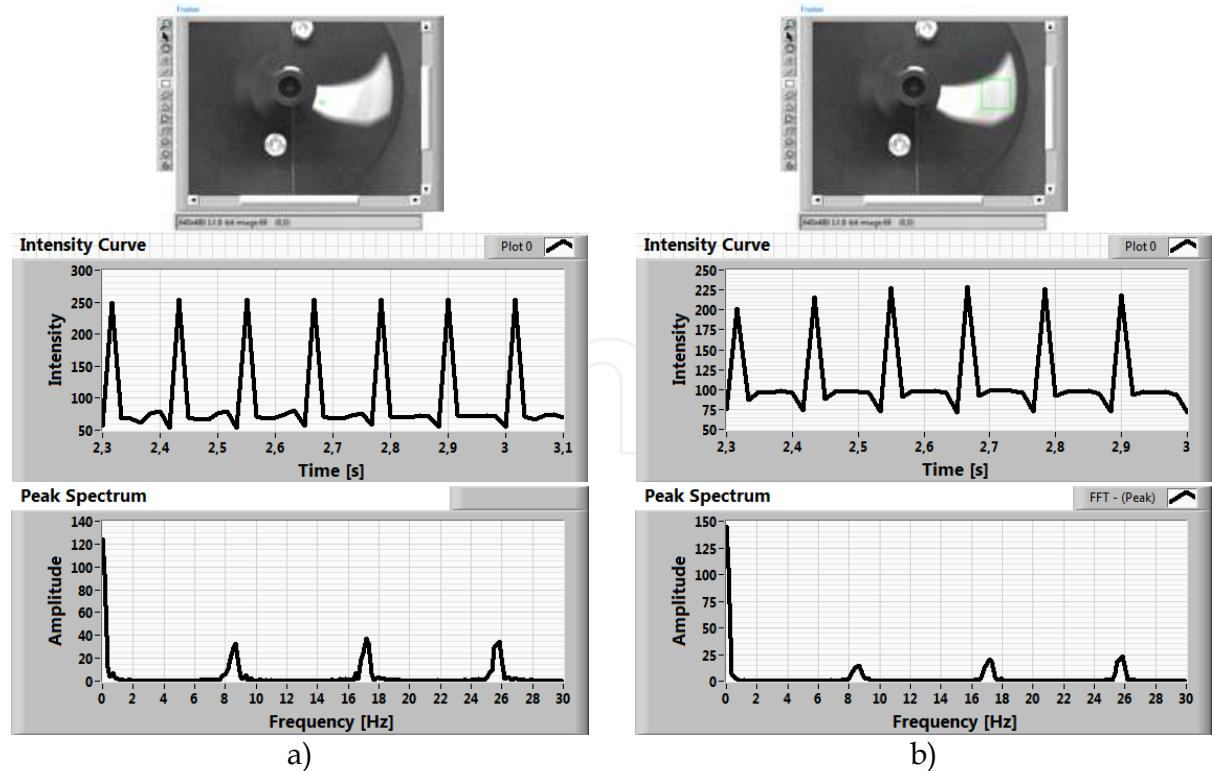 Intensity Curve
Plot 0
300
250
200
150
100
50
Intensity
2,3 2,4 2,5 2,6 2,7 2,8 2,9 3 3,1
Time [s]
Peak Spectrum
140
120
100
80
60
40
20
0
Amplitude
0 2 4 6 8 10 12 14 16 18 20 22 24 26 28 30
Frequency [Hz]
a)
Intensity Curve
Plot 0
250
225
200
175
150
125
100
75
50
Intensity
2,3 2,4 2,5 2,6 2,7 2,8 2,9 3
Time [s]
Peak Spectrum
FFT - (Peak)
150
125
100
75
50
25
0
Amplitude
0 2 4 6 8 10 12 14 16 18 20 22 24 26 28 30
Frequency [Hz]
b)